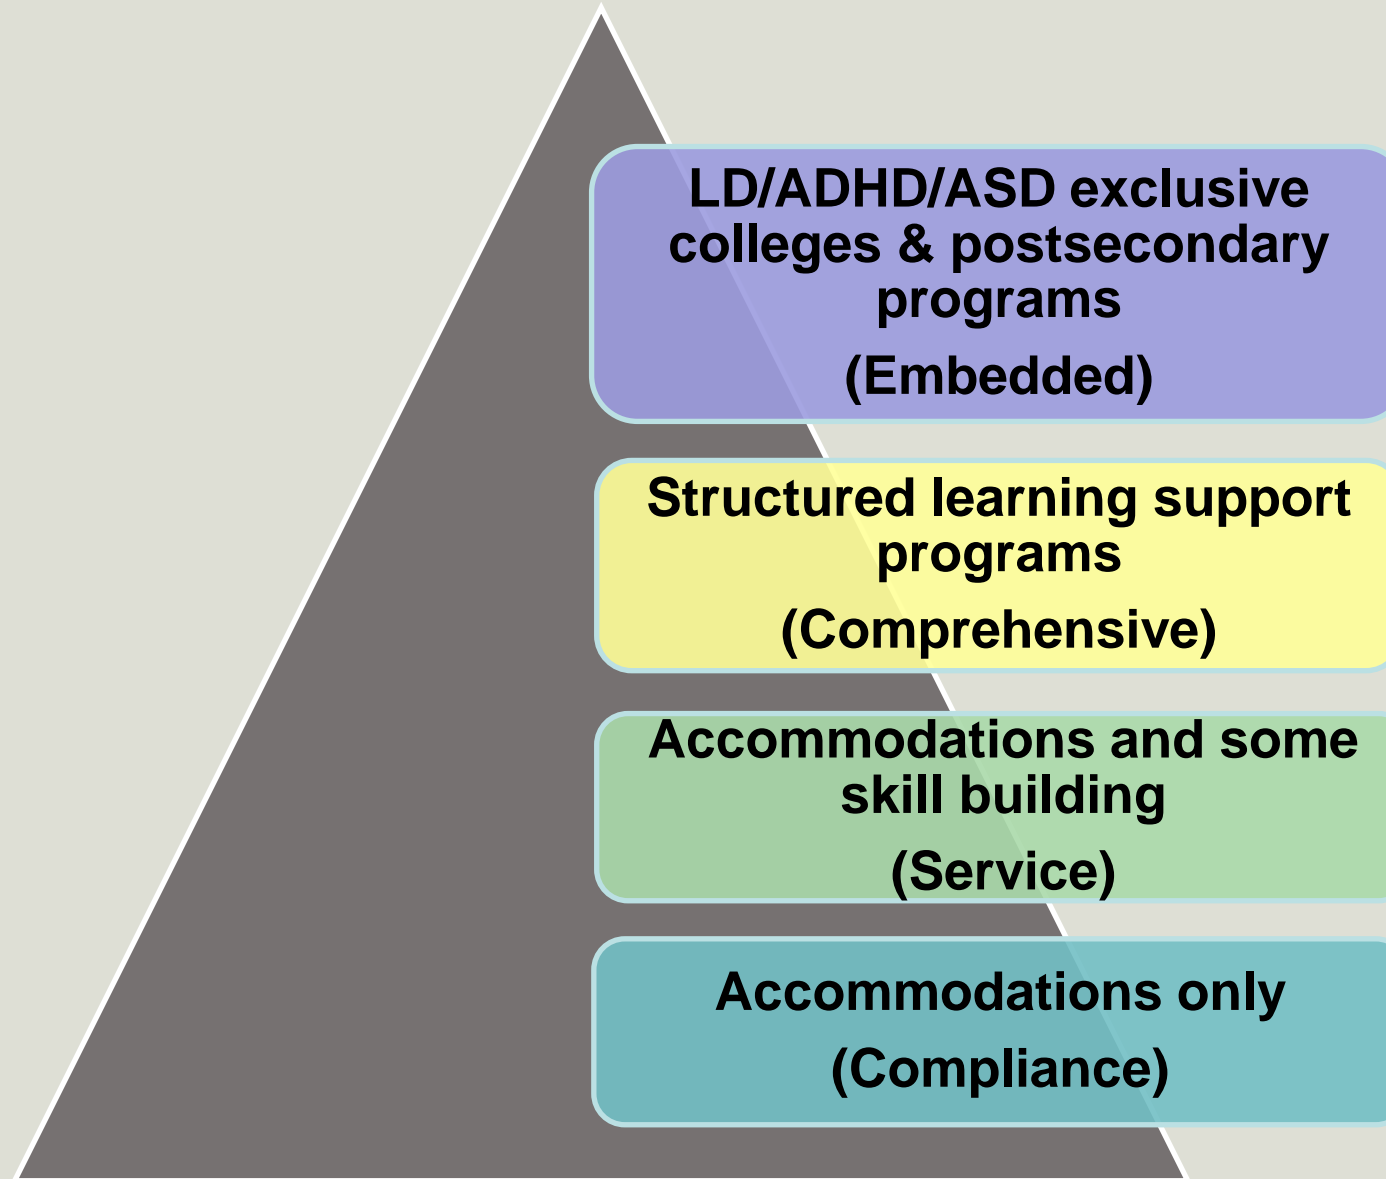 LD/ADHD/ASD exclusive
colleges & postsecondary
programs
(Embedded)
Structured learning support
programs
(Comprehensive)
Accommodations and some
skill building
(Service)
Accommodations only
(Compliance)